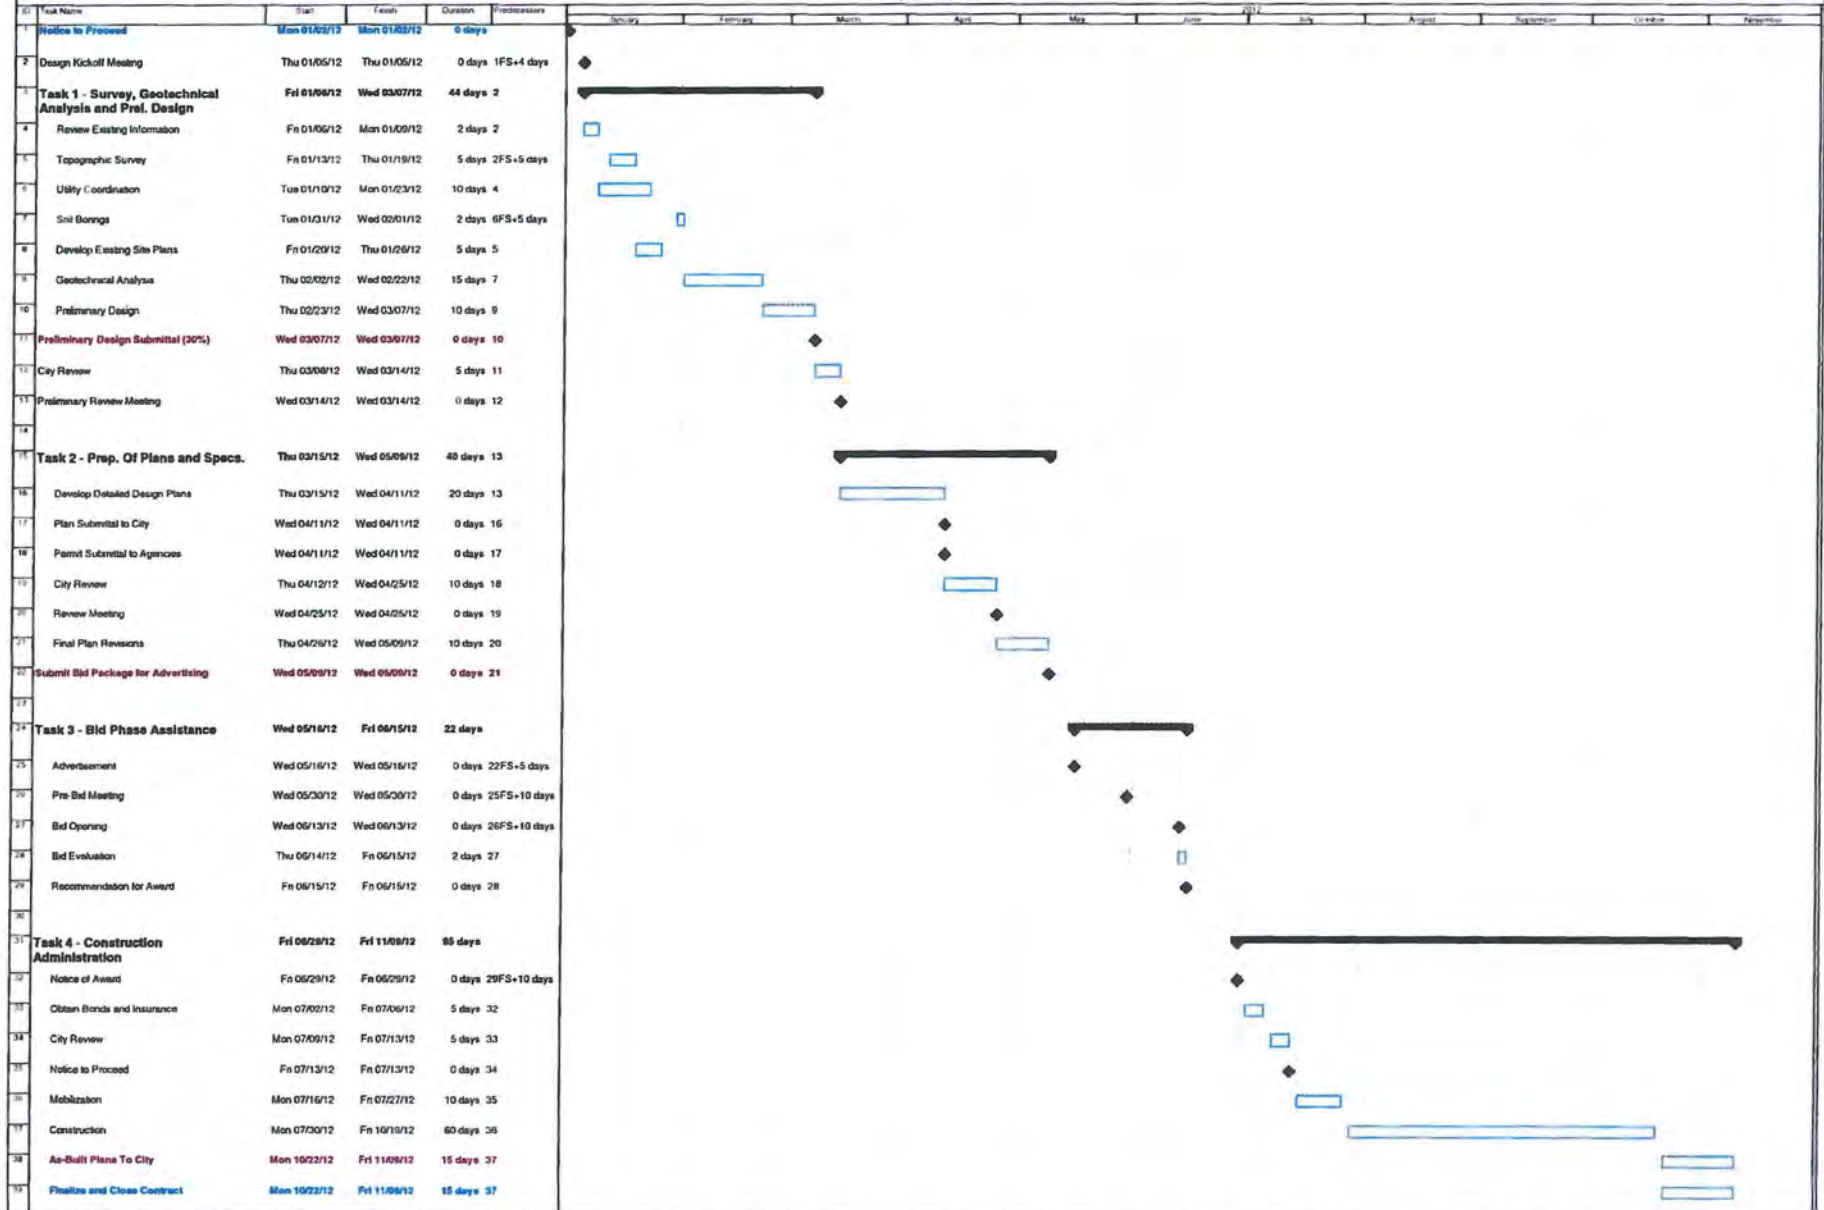 ID Task Name Start Finish Duration Predecessors 2012
January February March April May June July August September October November
1 Notice to Proceed Mon 01/02/12 Mon 01/02/12 0 days
2 Design Kickoff Meeting Thu 01/05/12 Thu 01/05/12 0 days 1FS+4 days
3 Task 1 - Survey, Geotechnical Fri 01/06/12 Wed 03/07/12 44 days 2
Analysis and Prel. Design
4 Review Existing Information Fri 01/06/12 Mon 01/09/12 2 days 2
5 Topographic Survey Fri 01/13/12 Thu 01/19/12 5 days 2FS+5 days
6 Utility Coordination Tue 01/10/12 Mon 01/23/12 10 days 4
7 Soil Borings Tue 01/31/12 Wed 02/01/12 2 days 6FS+5 days
8 Develop Existing Site Plans Fri 01/20/12 Thu 01/26/12 5 days 5
9 Geotechnical Analysis Thu 02/02/12 Wed 02/22/12 15 days 7
10 Preliminary Design Thu 02/23/12 Wed 03/07/12 10 days 9
11 Preliminary Design Submittal (30%) Wed 03/07/12 Wed 03/07/12 0 days 10
12 City Review Thu 03/08/12 Wed 03/14/12 5 days 11
13 Preliminary Review Meeting Wed 03/14/12 Wed 03/14/12 0 days 12
14
15 Task 2 - Prep. Of Plans and Specs. Thu 03/15/12 Wed 05/09/12 40 days 13
16 Develop Detailed Design Plans Thu 03/15/12 Wed 04/11/12 20 days 13
17 Plan Submittal to City Wed 04/11/12 Wed 04/11/12 0 days 16
18 Permit Submittal to Agencies Wed 04/11/12 Wed 04/11/12 0 days 17
19 City Review Thu 04/12/12 Wed 04/25/12 10 days 18
20 Review Meeting Wed 04/25/12 Wed 04/25/12 0 days 19
21 Final Plan Revisions Thu 04/26/12 Wed 05/09/12 10 days 20
22 Submit Bid Package for Advertising Wed 05/09/12 Wed 05/09/12 0 days 21
23
24 Task 3 - Bid Phase Assistance Wed 05/16/12 Fri 06/15/12 22 days
25 Advertisement Wed 05/16/12 Wed 05/16/12 0 days 22FS+5 days
26 Pre-Bid Meeting Wed 05/30/12 Wed 05/30/12 0 days 25FS+10 days
27 Bid Opening Wed 06/13/12 Wed 06/13/12 0 days 26FS+10 days
28 Bid Evaluation Thu 06/14/12 Fri 06/15/12 2 days 27
29 Recommendation for Award Fri 06/15/12 Fri 06/15/12 0 days 28
30
31 Task 4 - Construction Fri 06/29/12 Fri 11/09/12 95 days
Administration
32 Notice of Award Fri 06/29/12 Fri 06/29/12 0 days 29FS+10 days
33 Obtain Bonds and Insurance Mon 07/02/12 Fri 07/06/12 5 days 32
34 City Review Mon 07/09/12 Fri 07/13/12 5 days 33
35 Notice to Proceed Fri 07/13/12 Fri 07/13/12 0 days 34
36 Mobilization Mon 07/16/12 Fri 07/27/12 10 days 35
37 Construction Mon 07/30/12 Fri 10/19/12 60 days 36
38 As-Built Plans To City Mon 10/22/12 Fri 11/09/12 15 days 37
39 Finalize and Close Contract Mon 10/22/12 Fri 11/09/12 15 days 37